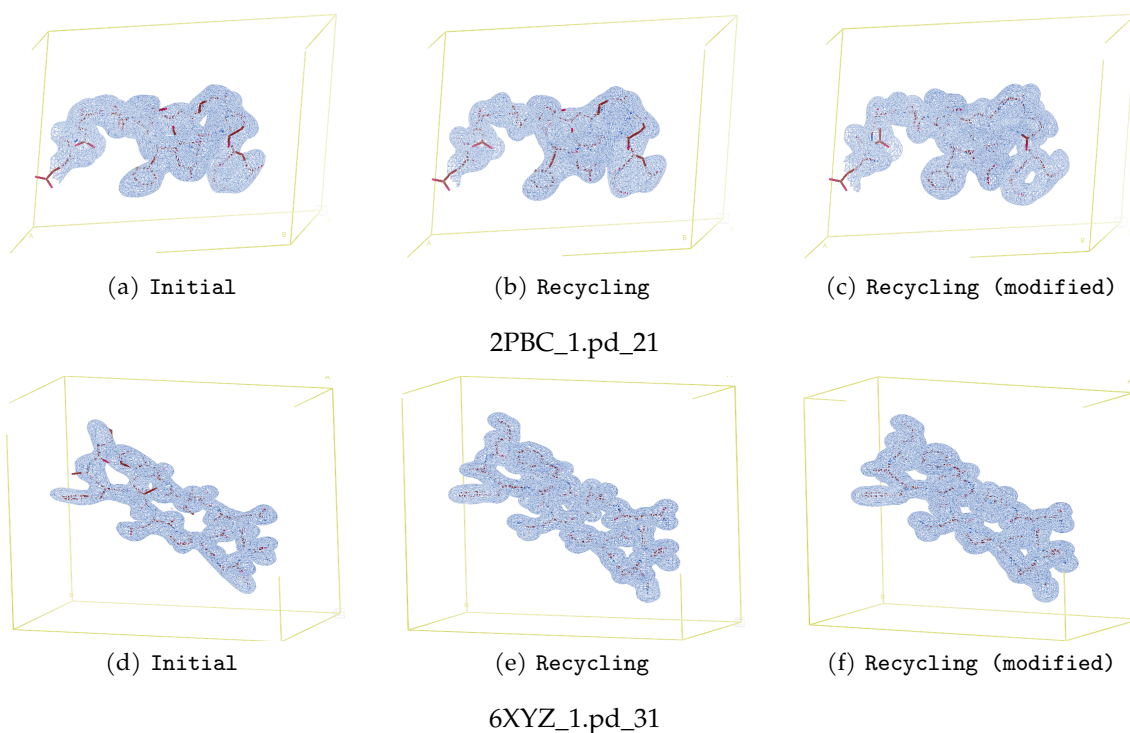 A
B
A
B
A
B
(a) Initial
(b) Recycling
(c) Recycling (modified)
2PBC_1.pd_21
(d) Initial
(e) Recycling
(f) Recycling (modified)
6XYZ_1.pd_31